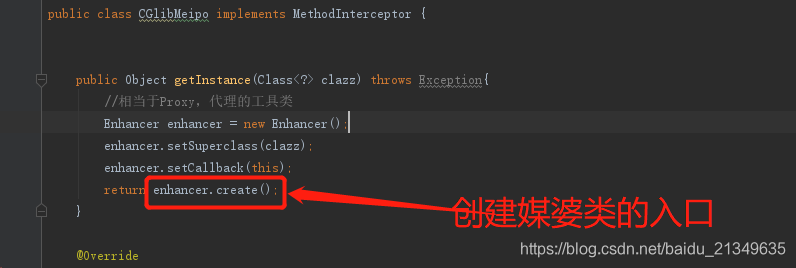 public class CGlibMeipo implements MethodInterceptor {
public Object getInstance(Class<?> clazz) throws Exception{
//相当于Proxy，代理的工具类
Enhancer enhancer = new Enhancer();
enhancer.setSuperclass(clazz);
enhancer.setCallback(this);
return enhancer.create();
创建媒婆类的入口
}
https://blog.csdn.net/baidu_21349635
@Override